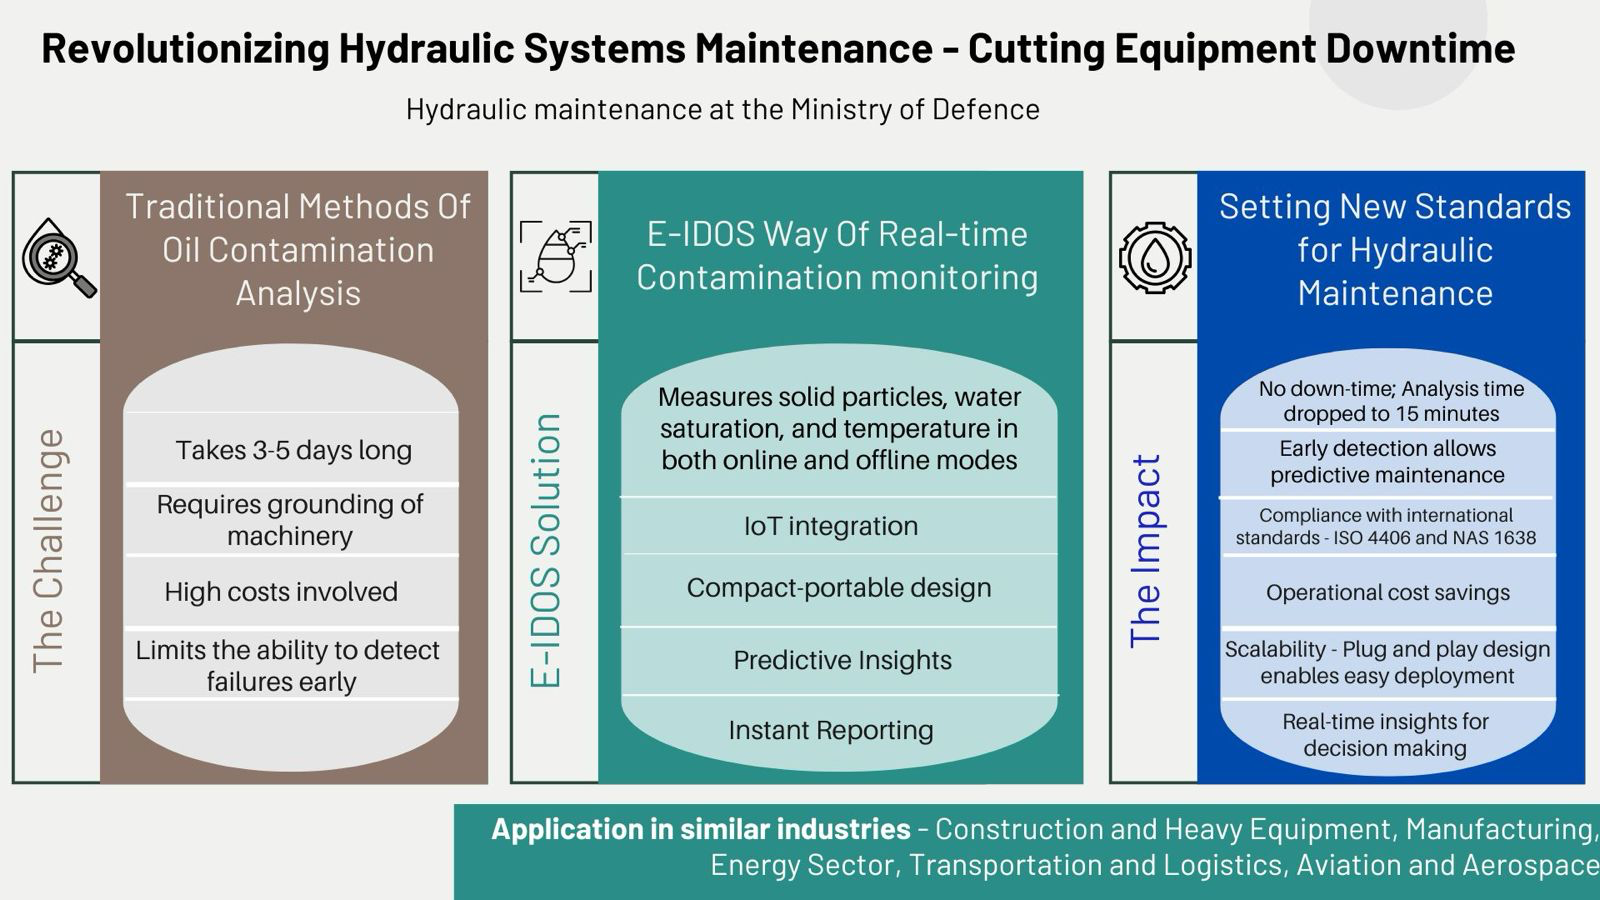 Revolutionizing Hydraulic Systems Maintenance - Cutting Equipment Downtime
Hydraulic maintenance at the Ministry of Defence
Traditional Methods Of
Oil Contamination
Analysis
The Challenge
Takes 3-5 days long
Requires grounding of
machinery
High costs involved
Limits the ability to detect
failures early
E-IDOS Way Of Real-time
Contamination monitoring
E-IDOS Solution
Measures solid particles, water
saturation, and temperature in
both online and offline modes
IoT integration
Compact-portable design
Predictive Insights
Instant Reporting
Setting New Standards
for Hydraulic
Maintenance
The Impact
No down-time; Analysis time
dropped to 15 minutes
Early detection allows
predictive maintenance
Compliance with international
standards - ISO 4406 and NAS 1638
Operational cost savings
Scalability - Plug and play design
enables easy deployment
Real-time insights for
decision making
Application in similar industries - Construction and Heavy Equipment, Manufacturing,
Energy Sector, Transportation and Logistics, Aviation and Aerospace